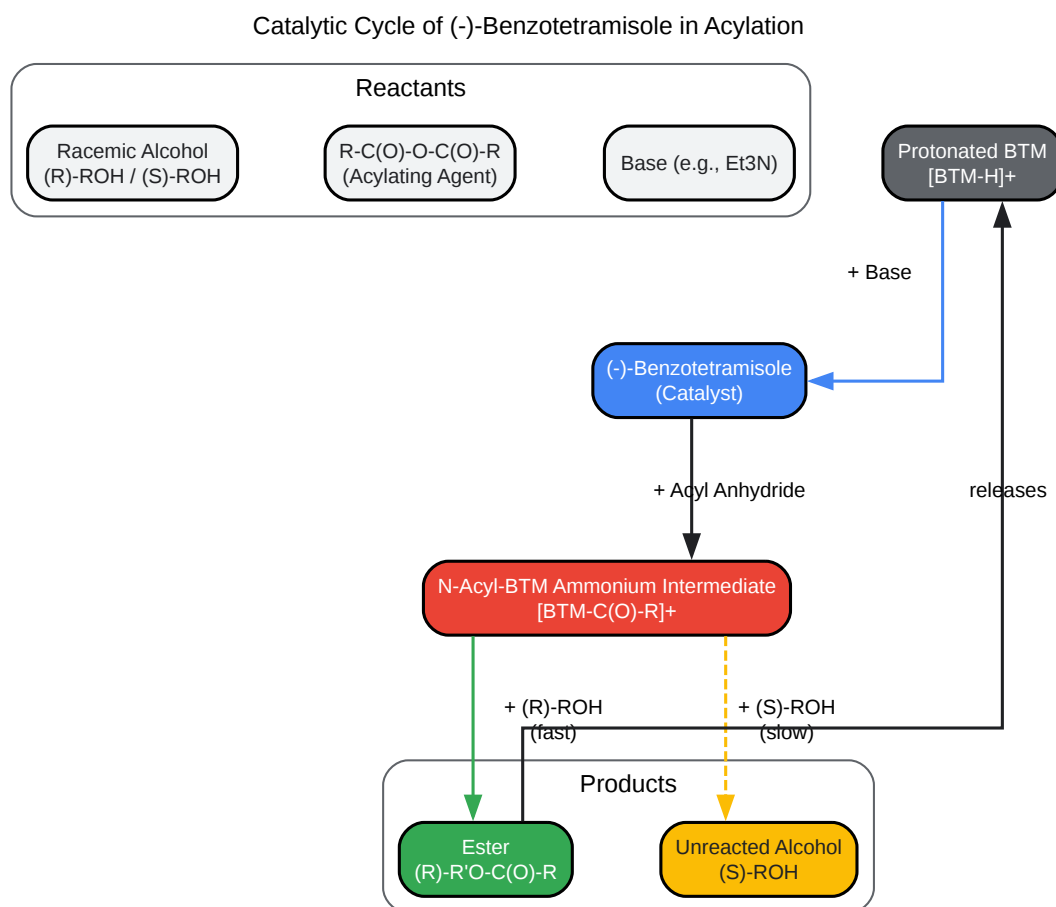 Catalytic Cycle of (-)-Benzotetramisole in Acylation
Reactants
Racemic Alcohol
(R)-ROH / (S)-ROH
R-C(O)-O-C(O)-R
(Acylating Agent)
Base (e.g., Et3N)
Protonated BTM
[BTM-H]+
+ Base
(-)-Benzotetramisole
(Catalyst)
+ Acyl Anhydride
releases
N-Acyl-BTM Ammonium Intermediate
[BTM-C(O)-R]+
+ (R)-ROH
(fast)
+ (S)-ROH
(slow)
Products
Ester
(R)-R'O-C(O)-R
Unreacted Alcohol
(S)-ROH